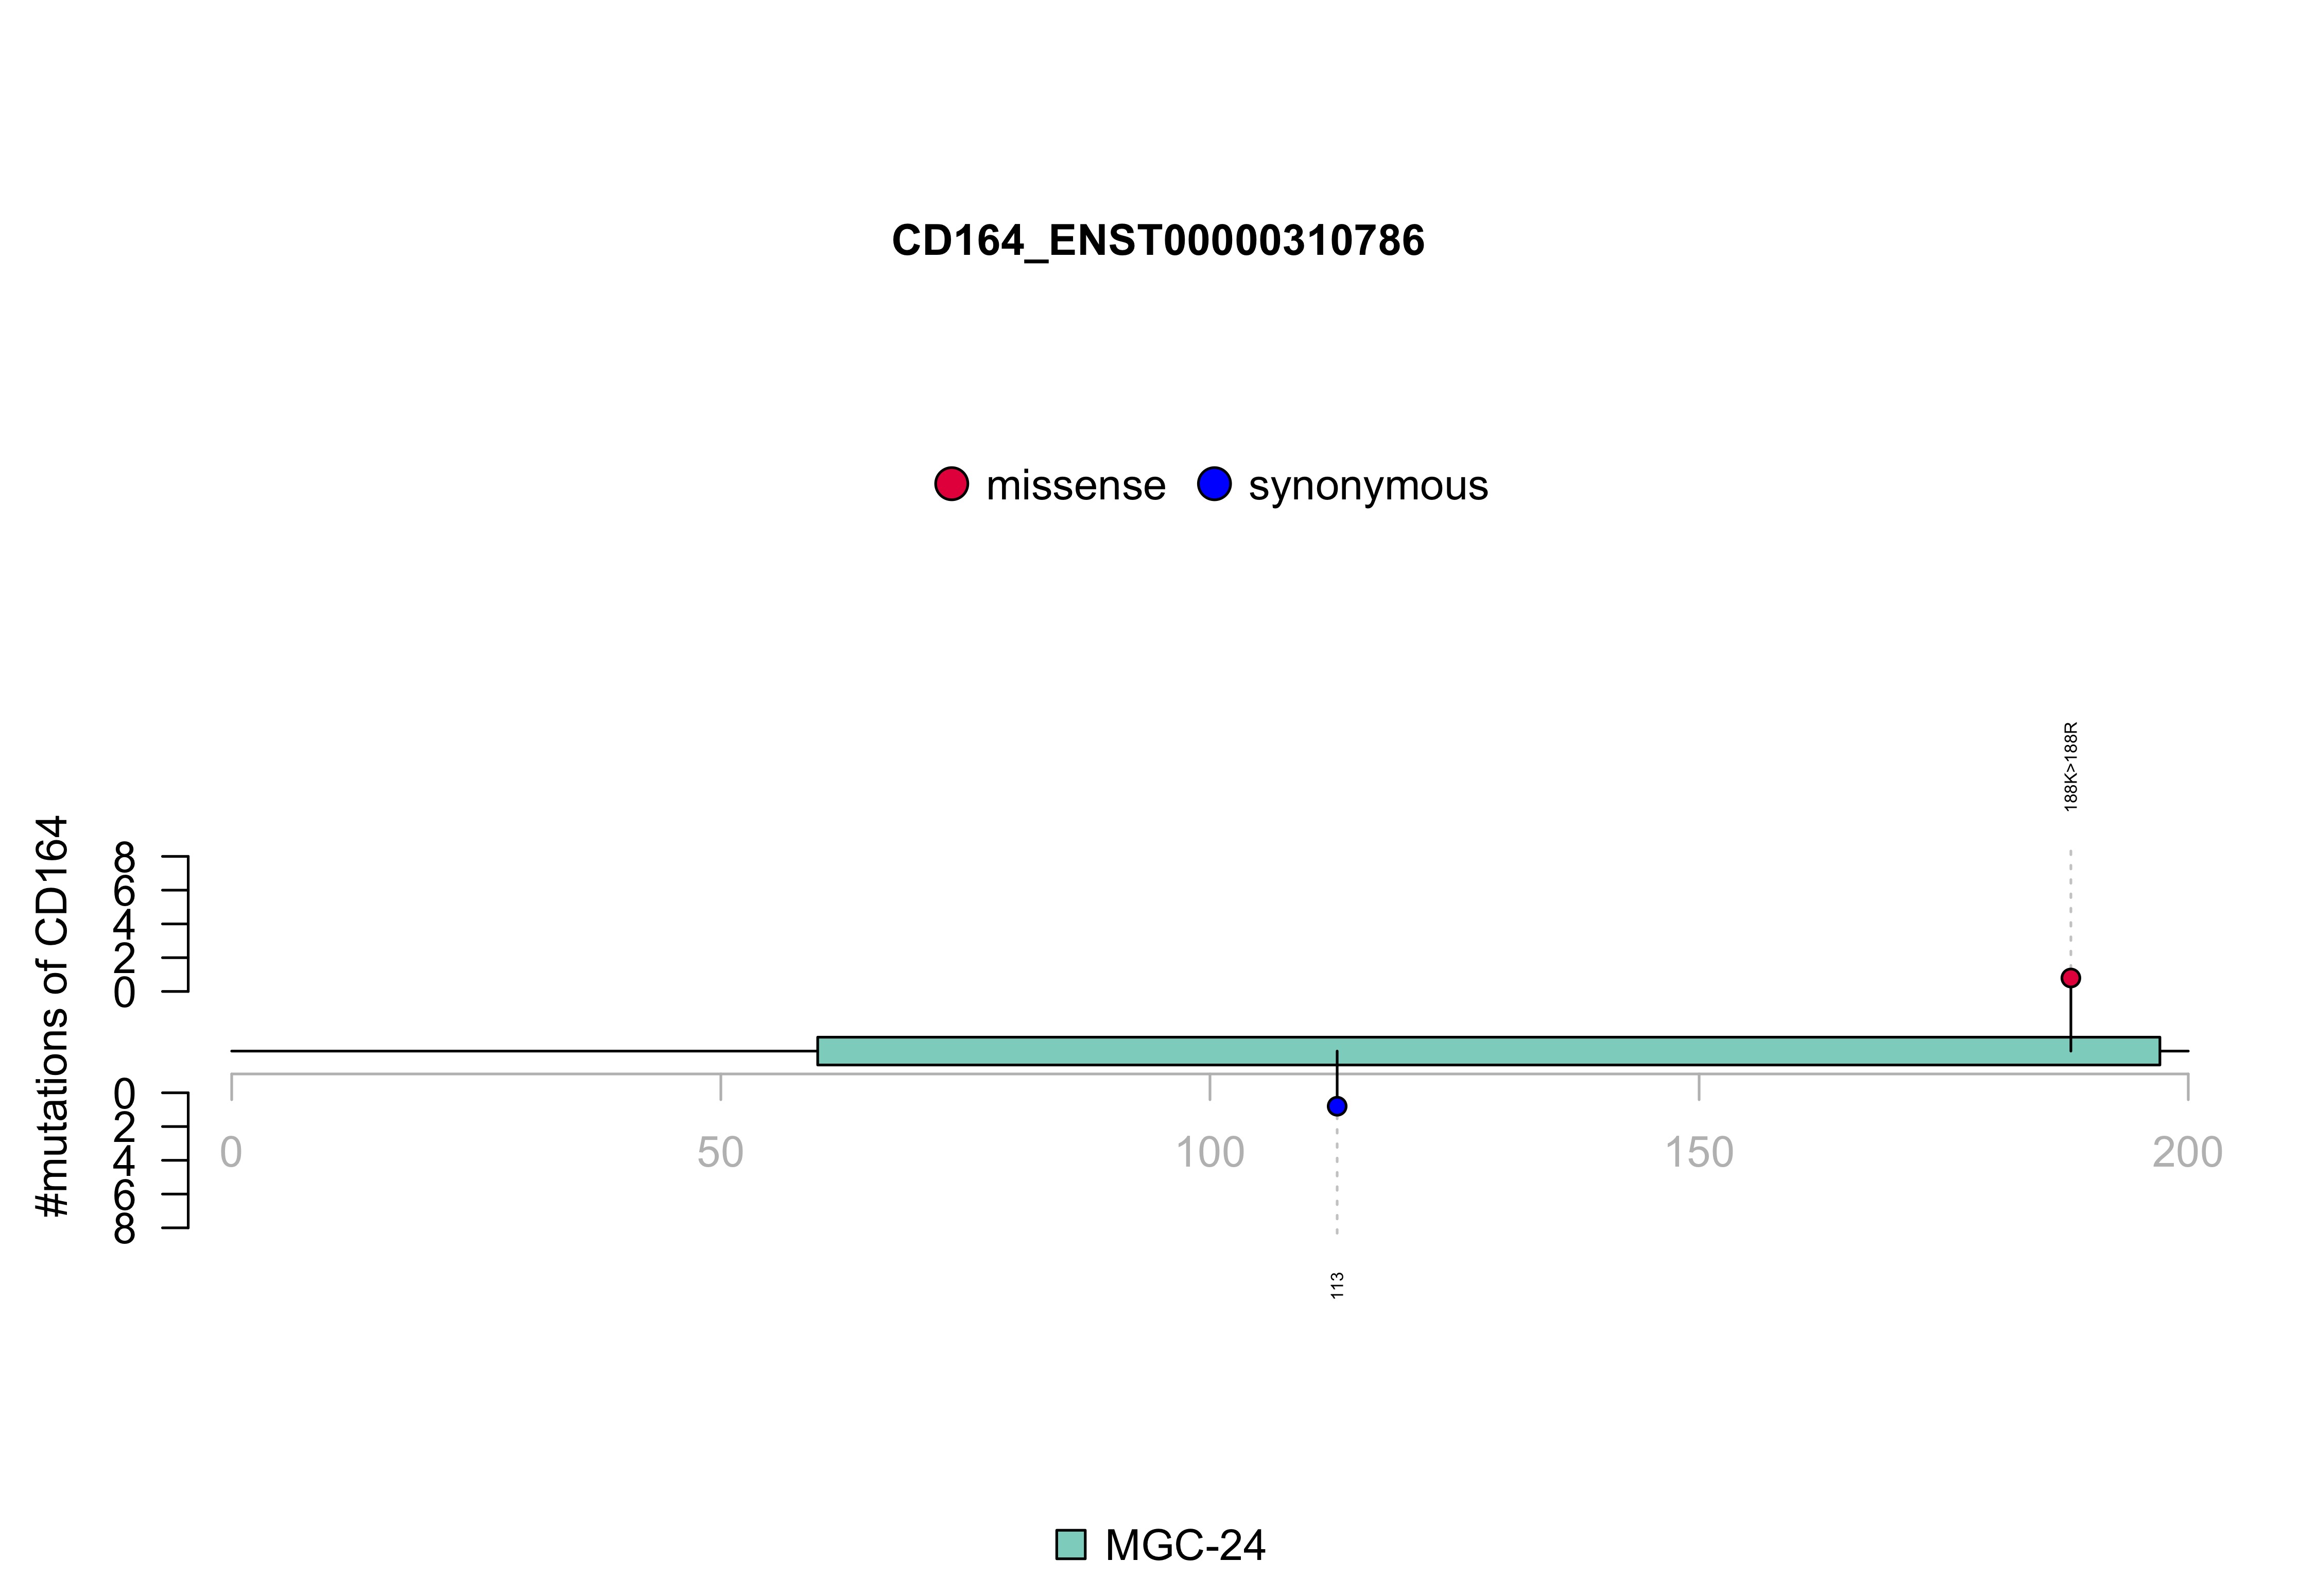 CD164_ENST00000310786
missense
synonymous
188K>188R
#mutations of CD164
8
6
4
2
0
0
2
4
6
8
0
50
100
150
200
113
MGC-24